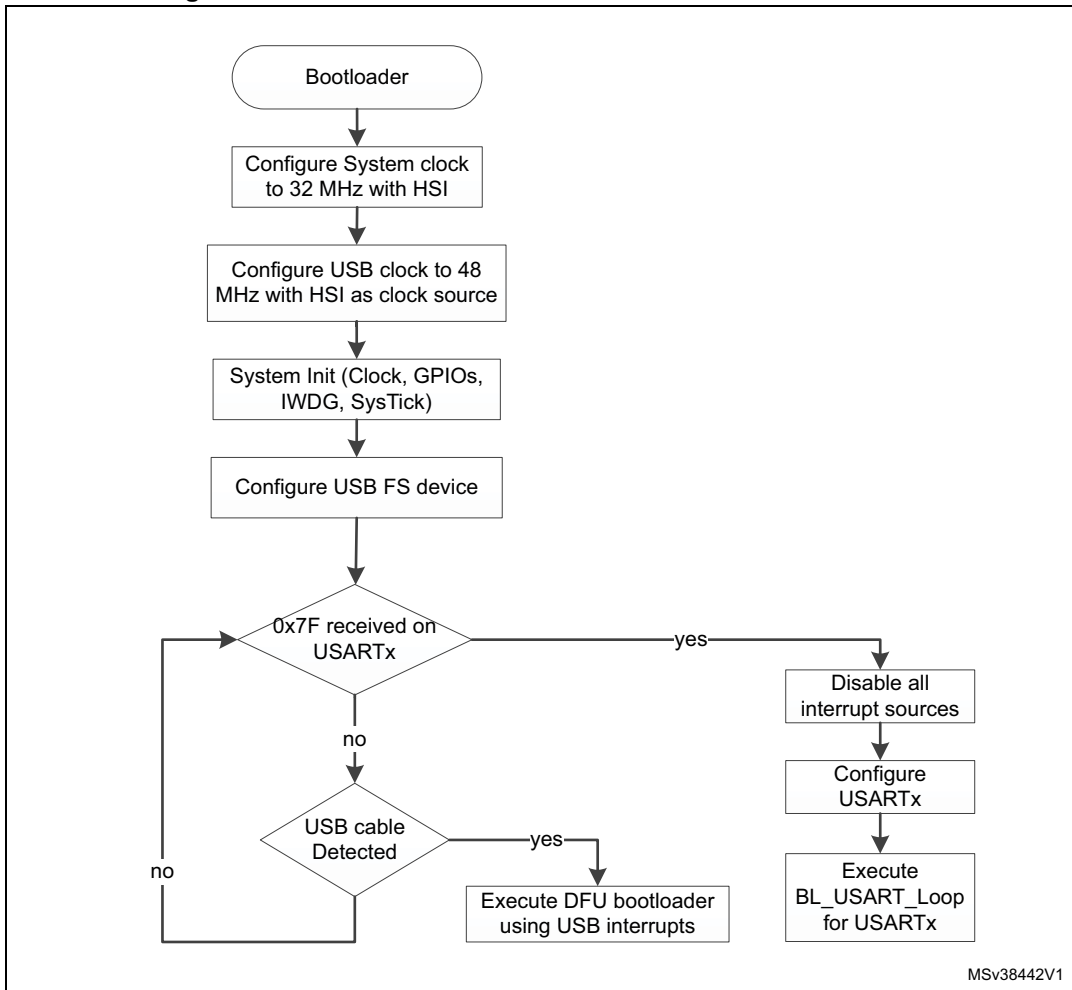 Bootloader
Configure System clock
to 32 MHz with HSI
Configure USB clock to 48
MHz with HSI as clock source
System Init (Clock, GPIOs,
IWDG, SysTick)
Configure USB FS device
0x7F received on
USARTx
yes
Disable all
interrupt sources
no
Configure
USARTx
USB cable
Detected
yes
no
Execute DFU bootloader
using USB interrupts
Execute
BL_USART_Loop
for USARTx
MSv38442V1